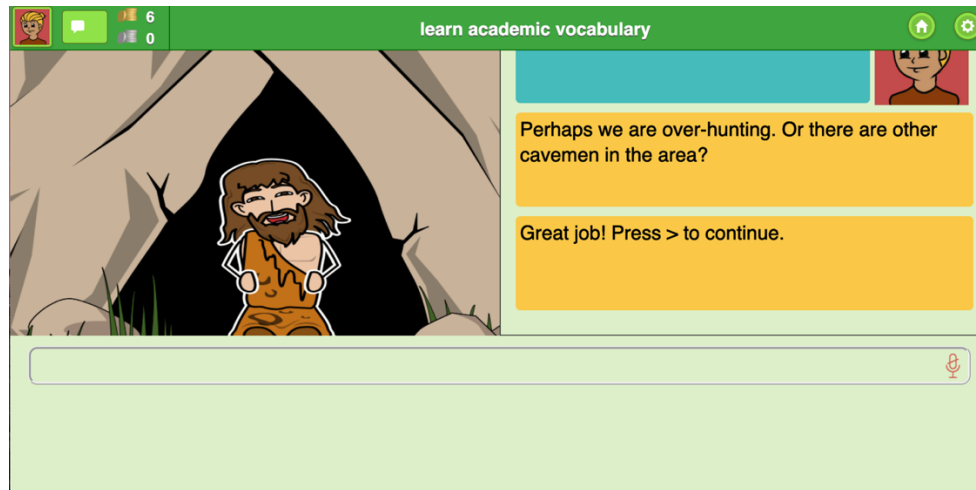 6
0
learn academic vocabulary
Perhaps we are over-hunting. Or there are other
cavemen in the area?
Great job! Press > to continue.